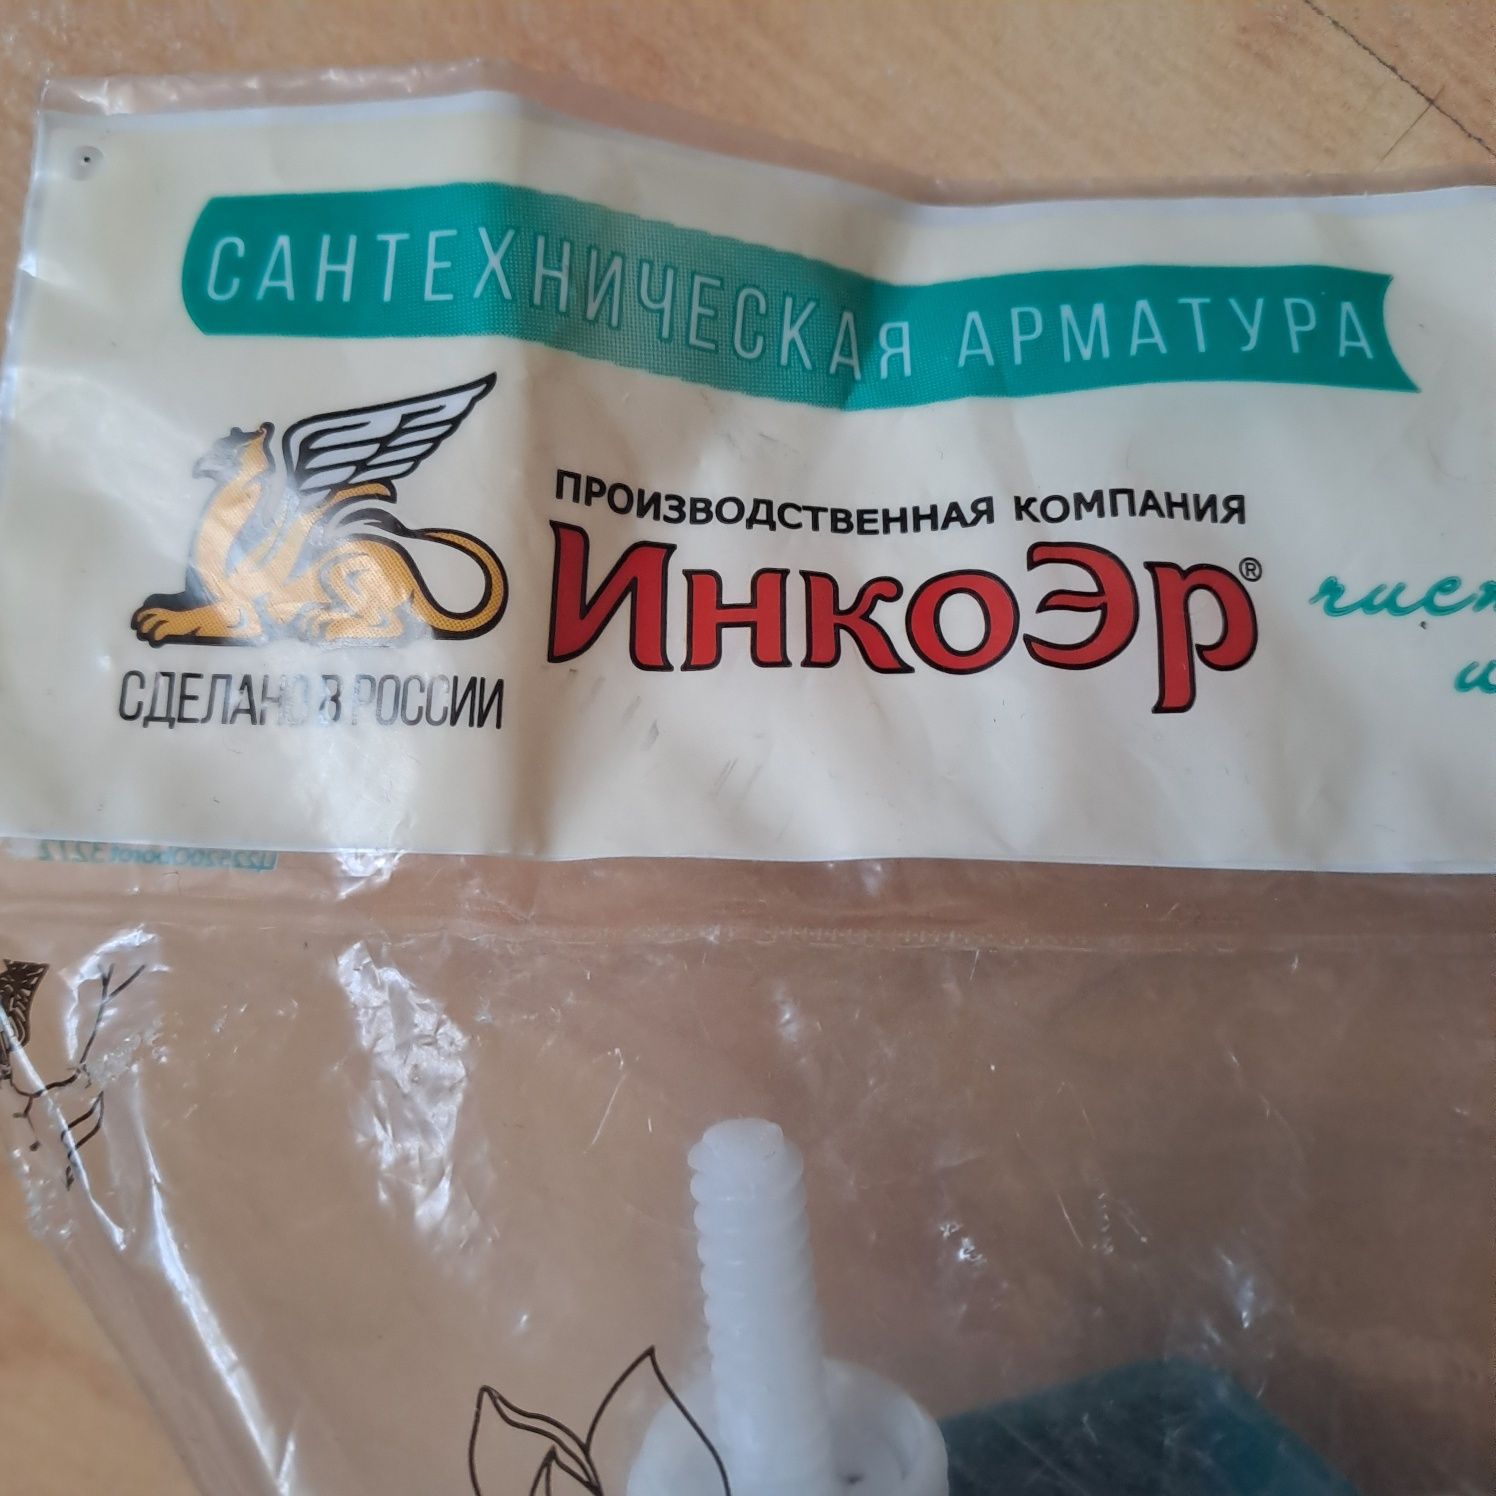 САНТЕХНИЧЕСКАЯ АРМАТУРА
ПРОИЗВОДСТВЕННАЯ КОМПАНИЯ
ИнкоЭр®
СДЕЛАНО В РОССИИ